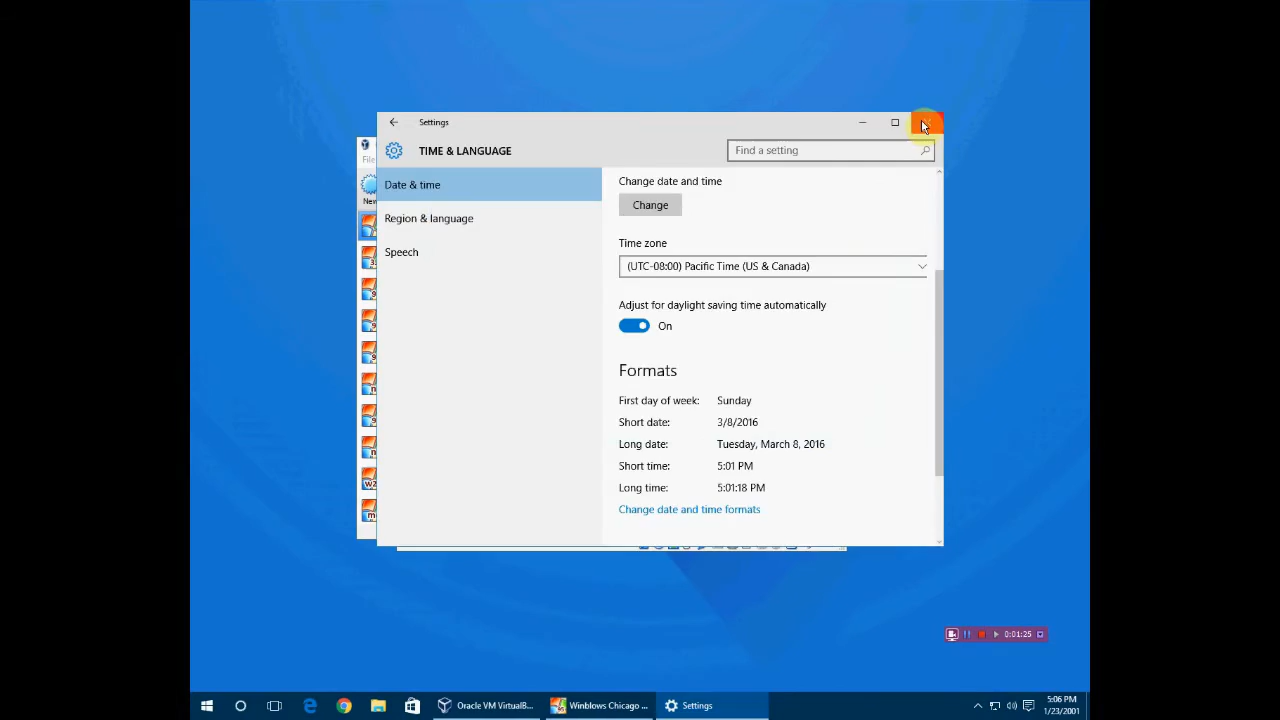 Settings
TIME & LANGUAGE
Find a setting
File
New
Date & time
Region & language
Speech
Change date and time
Change
Time zone
(UTC-08:00) Pacific Time (US & Canada)
Adjust for daylight saving time automatically
On
Formats
First day of week: Sunday
Short date: 3/8/2016
Long date: Tuesday, March 8, 2016
Short time: 5:01 PM
Long time: 5:01:18 PM
Change date and time formats
0:01:25
Oracle VM VirtualB...
Winblows Chicago ...
Settings
5:06 PM
1/23/2001